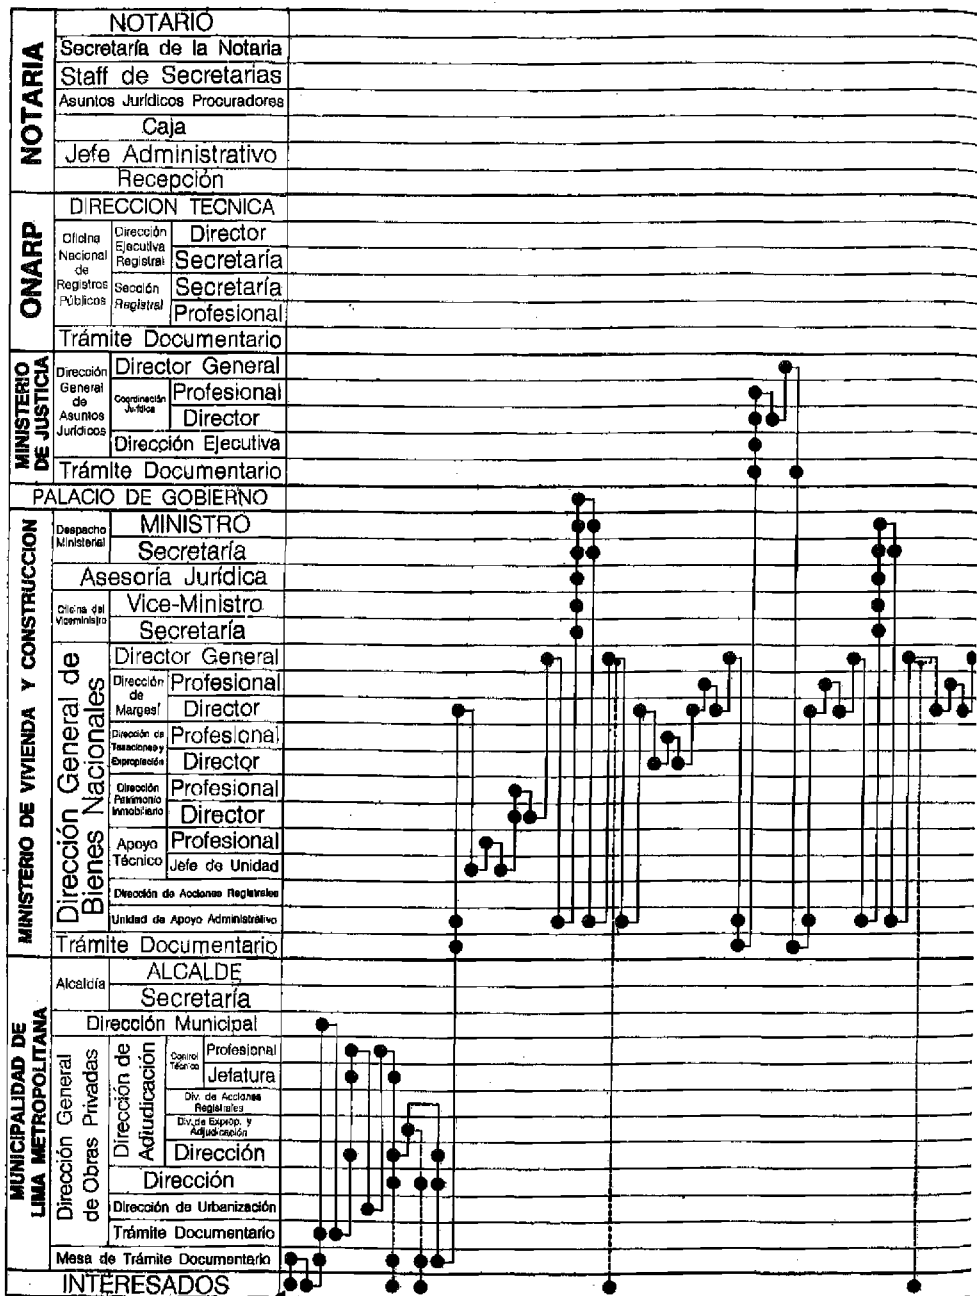 NOTARIA
NOTARIO
Secretaría de la Notaria
Staff de Secretarias
Asuntos Jurídicos Procuradores
Caja
Jefe Administrativo
Recepción
ONARP
DIRECCION TECNICA
Oficina
Nacional
de
Registros
Públicos
Dirección
Ejecutiva
Registral
Director
Secretaría
Sección
Registral
Secretaría
Profesional
Trámite Documentario
MINISTERIO
DE JUSTICIA
Dirección
General
de
Asuntos
Jurídicos
Director General
Coordinación
Jurídica
Profesional
Director
Dirección Ejecutiva
Trámite Documentario
PALACIO DE GOBIERNO
MINISTERIO DE VIVIENDA Y CONSTRUCCION
Despacho
Ministerial
MINISTRO
Secretaría
Asesoría Jurídica
Oficina del
Viceministro
Vice-Ministro
Secretaría
Dirección General de
Bienes Nacionales
Director General
Dirección
de
Margesí
Profesional
Director
Dirección de
Tasaciones y
Expropiación
Profesional
Director
Dirección
Patrimonio
Inmobiliario
Profesional
Director
Apoyo
Técnico
Profesional
Jefe de Unidad
Dirección de Acciones Registrales
Unidad de Apoyo Administrativo
Trámite Documentario
MUNICIPALIDAD DE
LIMA METROPOLITANA
Alcaldía
ALCALDE
Secretaría
Dirección Municipal
Dirección General
de Obras Privadas
Dirección de
Adjudicación
Control
Técnico
Profesional
Jefatura
Div. de Acciones
Registrales
Div. de Exprop. y
Adjudicación
Dirección
Dirección
Dirección de Urbanización
Trámite Documentario
Mesa de Trámite Documentario
INTERESADOS